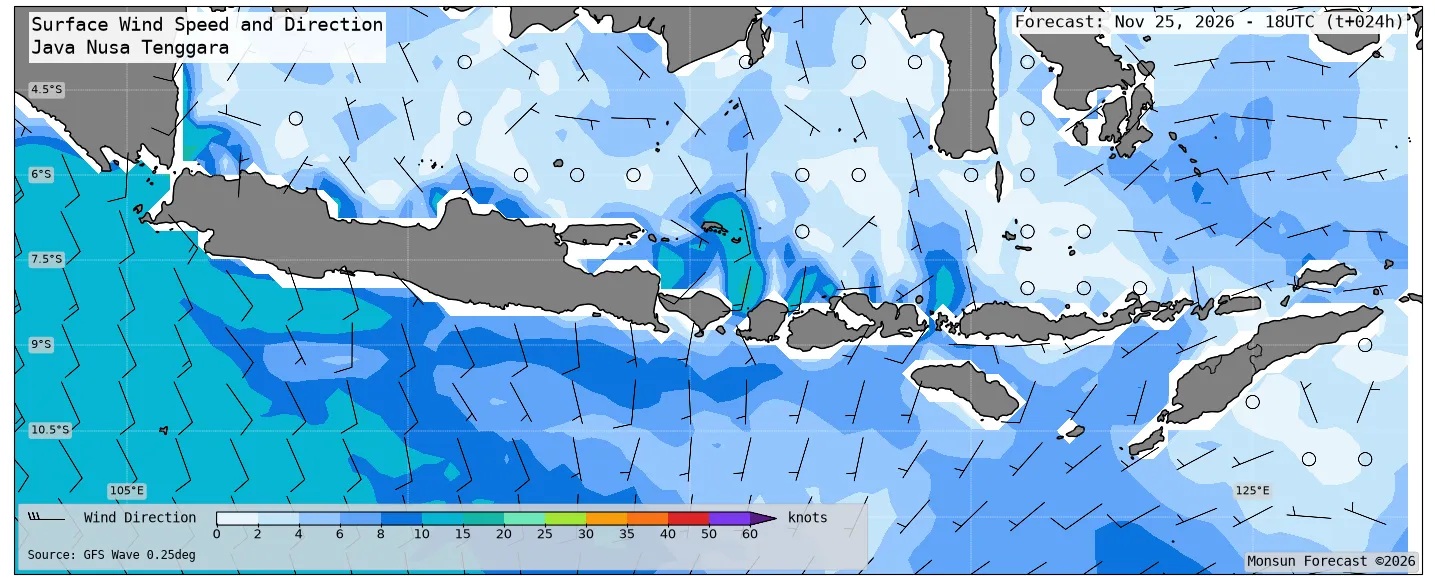 Surface Wind Speed and Direction
Java Nusa Tenggara
Forecast: Nov 25, 2026 - 18UTC (t+024h)
4.5°S
6°S
7.5°S
9°S
10.5°S
105°E
125°E
Wind Direction
0 2 4 6 8 10 15 20 25 30 35 40 50 60
knots
Source: GFS Wave 0.25deg
Monsun Forecast ©2026